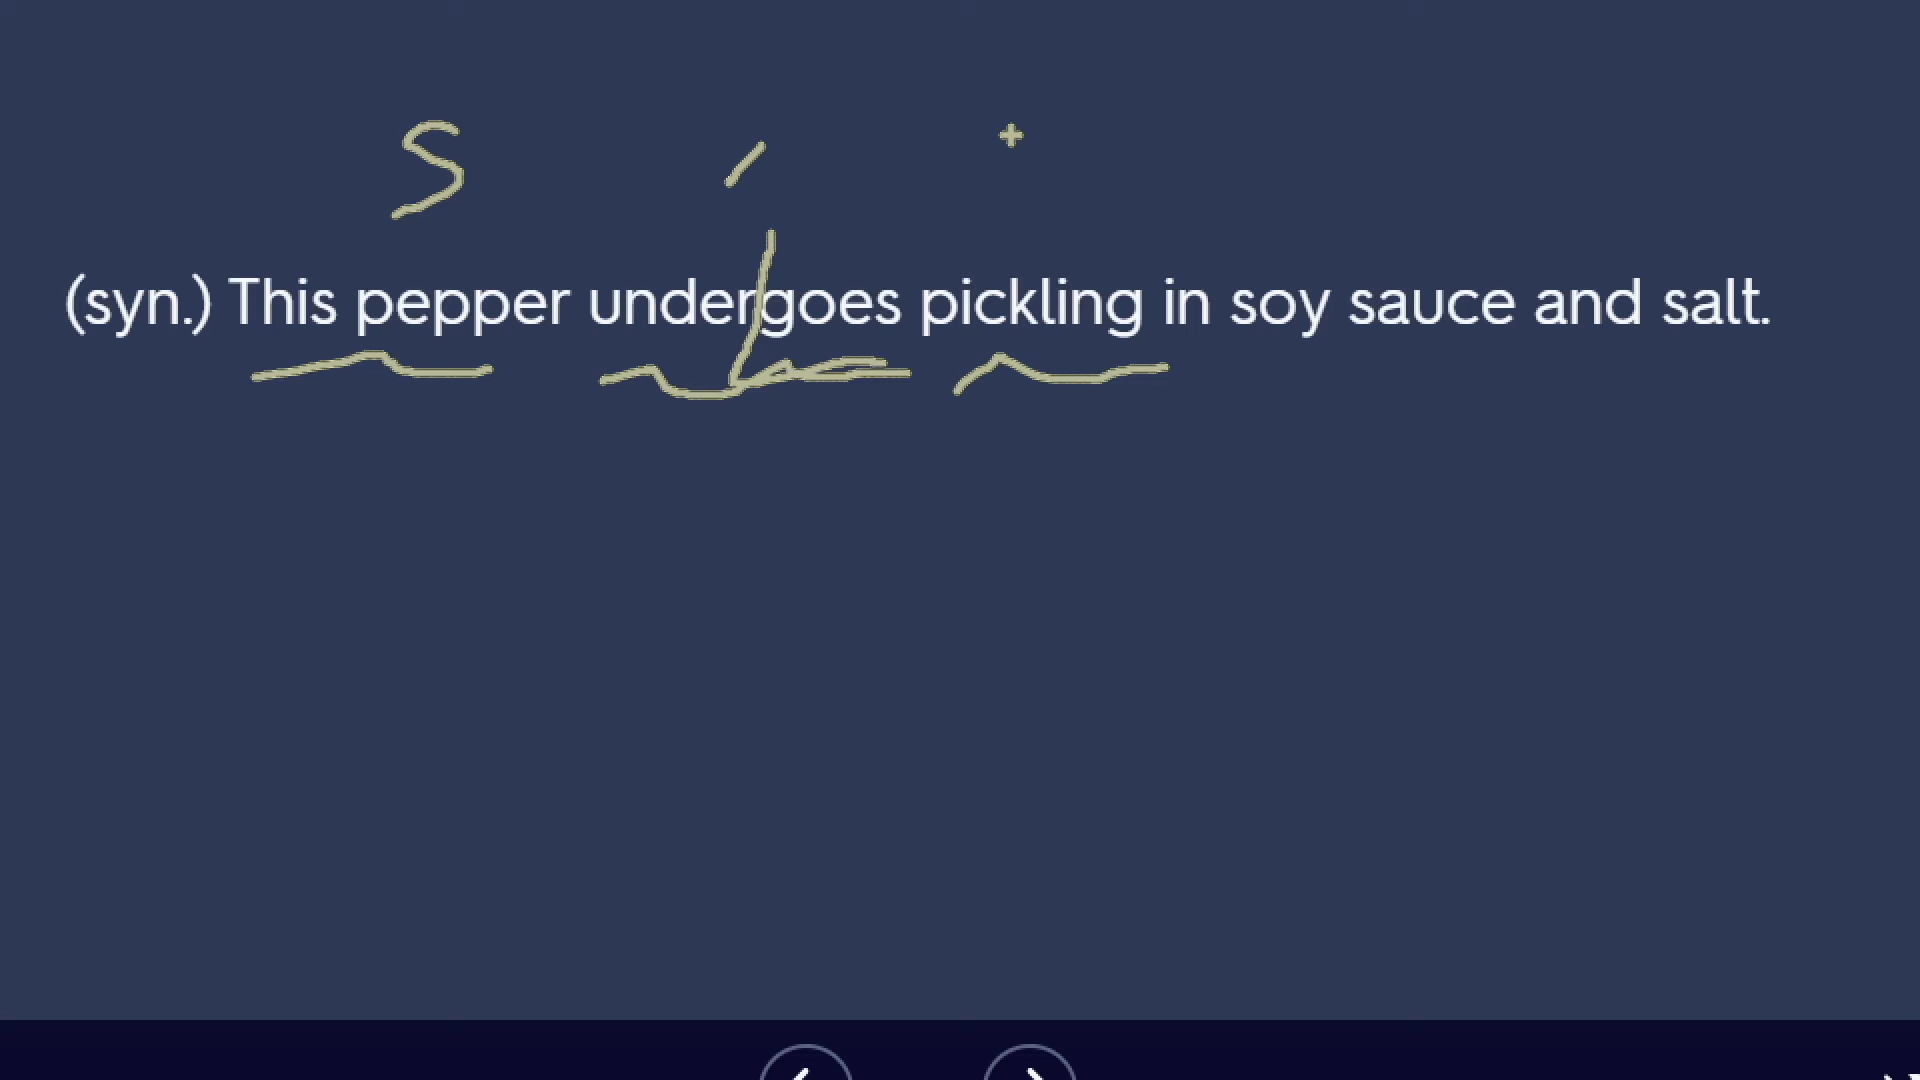 S
(syn.) This pepper undergoes pickling in soy sauce and salt.